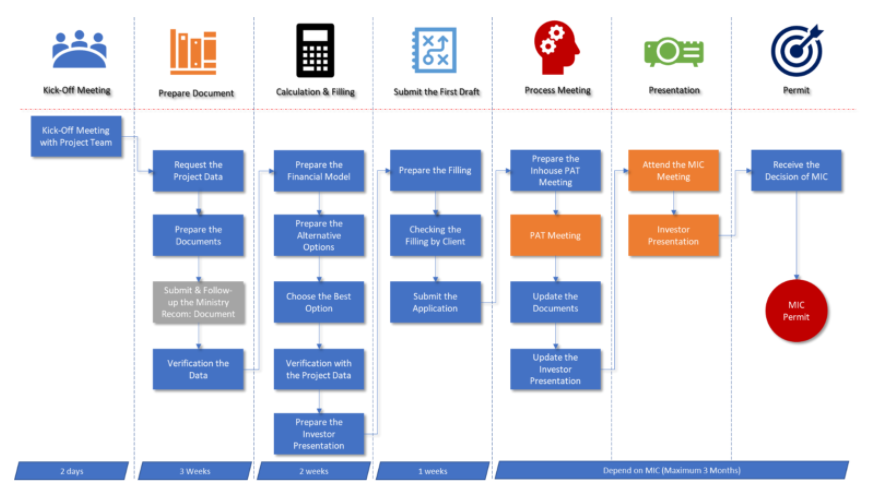 Kick-Off Meeting
Prepare Document
Calculation & Filling
Submit the First Draft
Process Meeting
Presentation
Permit
Kick-Off Meeting
with Project Team
Request the
Project Data
Prepare the
Documents
Submit & Follow-
up the Ministry
Recom: Document
Verification the
Data
Prepare the
Financial Model
Prepare the
Alternative
Options
Choose the Best
Option
Verification with
the Project Data
Prepare the
Investor
Presentation
Prepare the Filling
Checking the
Filling by Client
Submit the
Application
Prepare the
Inhouse PAT
Meeting
PAT Meeting
Update the
Documents
Update the
Investor
Presentation
Attend the MIC
Meeting
Investor
Presentation
Receive the
Decision of MIC
MIC
Permit
2 days
3 Weeks
2 weeks
1 weeks
Depend on MIC (Maximum 3 Months)